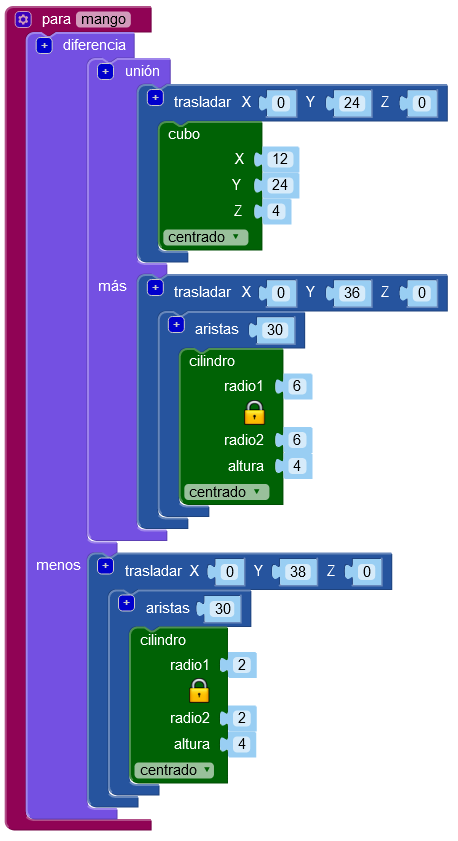 para mango
diferencia
unión
trasladar X 0 Y 24 Z 0
cubo
X 12
Y 24
Z 4
centrado
más
trasladar X 0 Y 36 Z 0
aristas 30
cilindro
radio1 6
radio2 6
altura 4
centrado
menos
trasladar X 0 Y 38 Z 0
aristas 30
cilindro
radio1 2
radio2 2
altura 4
centrado